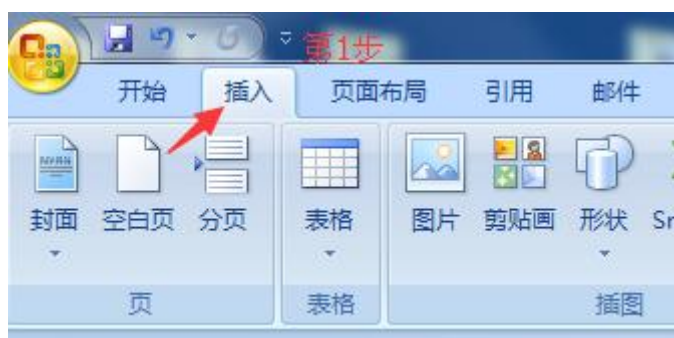 第1步
开始 插入 页面布局 引用 邮件
封面 空白页 分页 表格 图片 剪贴画 形状 Sr
页 表格 插图